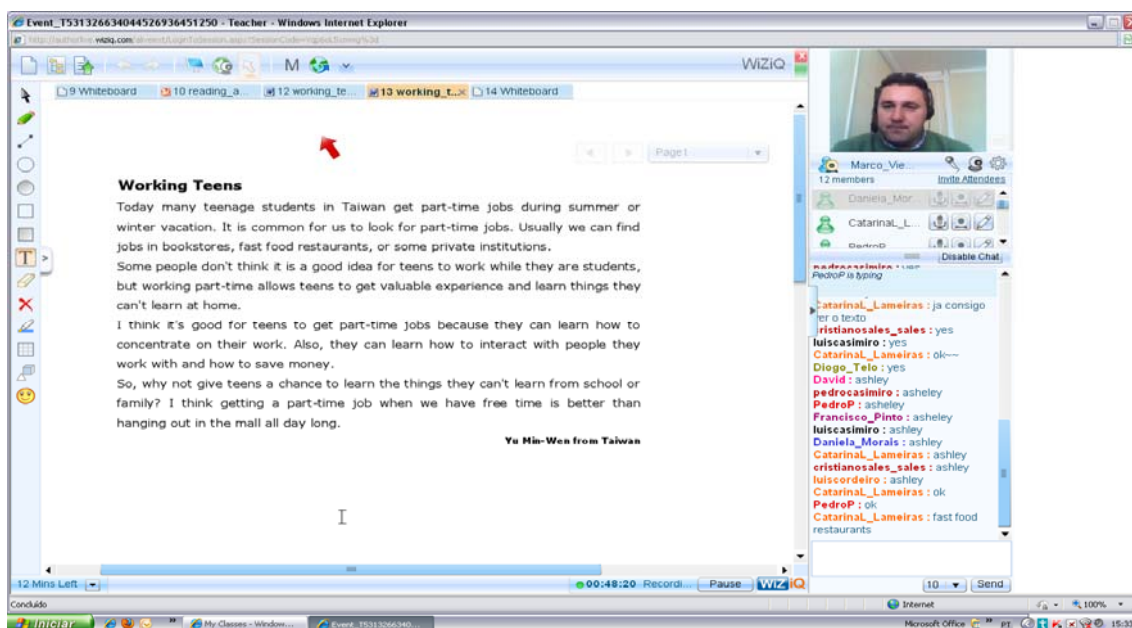 Event_T531326634044526936451250 - Teacher - Windows Internet Explorer
M
WiZiQ
9 Whiteboard
10 reading_a...
12 working_te...
13 working_t...
14 Whiteboard
Page1
Working Teens
Today many teenage students in Taiwan get part-time jobs during summer or
winter vacation. It is common for us to look for part-time jobs. Usually we can find
jobs in bookstores, fast food restaurants, or some private institutions.
Some people don't think it is a good idea for teens to work while they are students,
but working part-time allows teens to get valuable experience and learn things they
can't learn at home.
I think it's good for teens to get part-time jobs because they can learn how to
concentrate on their work. Also, they can learn how to interact with people they
work with and how to save money.
So, why not give teens a chance to learn the things they can't learn from school or
family? I think getting a part-time job when we have free time is better than
hanging out in the mall all day long.
Yu Min-Wen from Taiwan
T
12 Mins Left
00:48:20 Recordi...
Pause
WiZiQ
Marco_Vie...
12 members
Invite Attendees
Daniela_Mor...
CatarinaL_L...
PedroP
Disable Chat
pedrocasimiro : yes
PedroP is typing
CatarinaL_Lameiras : ja consigo
ver o texto
cristianosales_sales : yes
luiscasimiro : yes
CatarinaL_Lameiras : ok~~
Diogo_Telo : yes
David : ashley
pedrocasimiro : asheley
PedroP : asheley
Francisco_Pinto : asheley
luiscasimiro : ashley
Daniela_Morais : ashley
CatarinaL_Lameiras : ashley
cristianosales_sales : ashley
luiscordeiro : ashley
CatarinaL_Lameiras : ok
PedroP : ok
CatarinaL_Lameiras : fast food
restaurants
10
Send
Concluído
Internet
100%
Iniciar
My Classes - Window...
Event_T5313266340...
Microsoft Office
PT
15:33